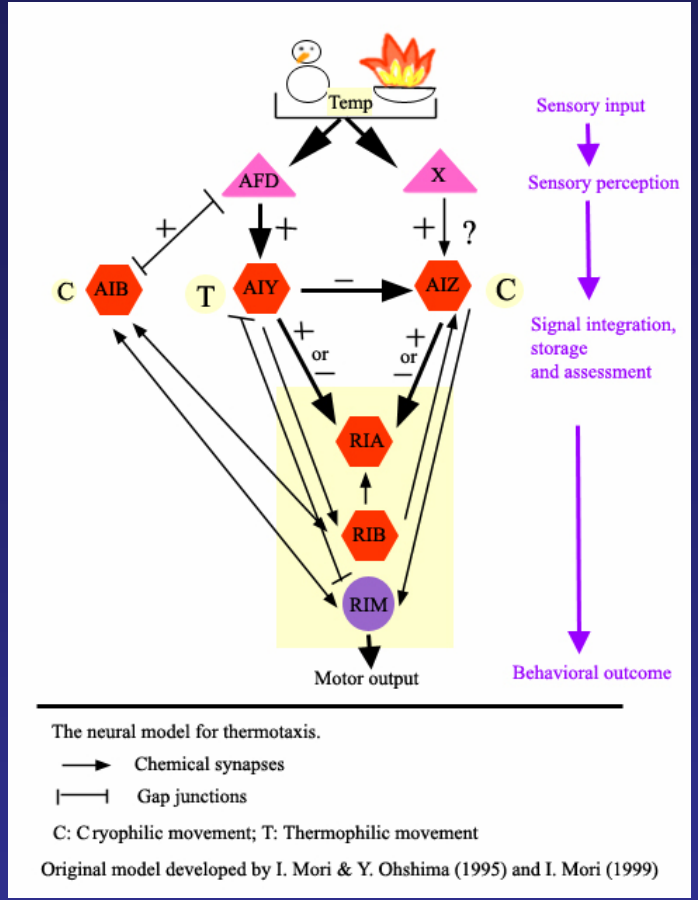 Temp
Sensory input
AFD
X
Sensory perception
+
+
+
?
C
AIB
T
AIY
−
AIZ
C
Signal integration,
storage
and assessment
+
or
−
+
or
−
RIA
RIB
RIM
Motor output
Behavioral outcome
The neural model for thermotaxis.
Chemical synapses
Gap junctions
C: Cryophilic movement; T: Thermophilic movement
Original model developed by I. Mori & Y. Ohshima (1995) and I. Mori (1999)